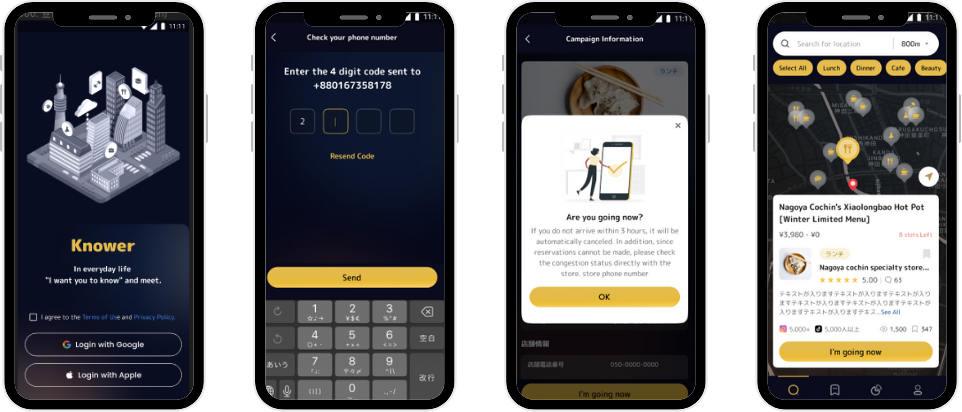 11:11
Knower
In everyday life
"I want you to know" and meet.
I agree to the Terms of Use and Privacy Policy.
Login with Google
Login with Apple
11:11
Check your phone number
Enter the 4 digit code sent to
+880167358178
2
Resend Code
Send
1 2 3
☆♪→ ¥$€ %°#
4 5 6 空白
○*・ +×÷ <=>
あいう 7 8 9 改行
「」: 〒々〆 ^|\
0
11:11
Campaign Information
ランチ
Are you going now?
If you do not arrive within 3 hours, it will be
automatically canceled. In addition, since
reservations cannot be made, please check
the congestion status directly with the
store. store phone number
OK
店舗情報
店舗電話番号 050-0000-0000
I'm going now
11:11
Search for location 800m
Select All Lunch Dinner Cafe Beauty
KANDA
Nagoya Cochin's Xiaolongbao Hot Pot
[Winter Limited Menu]
¥3,980 - ¥0 8 slots Left
ランチ
Nagoya cochin specialty store...
5.00 63
テキストが入りますテキストが入りますテキストが入り
ますテキストが入りますテキストが入りますテキストが
入りますテキストが入りますテキス...See All
5,000+ 5,000人以上 1,500 347
I'm going now